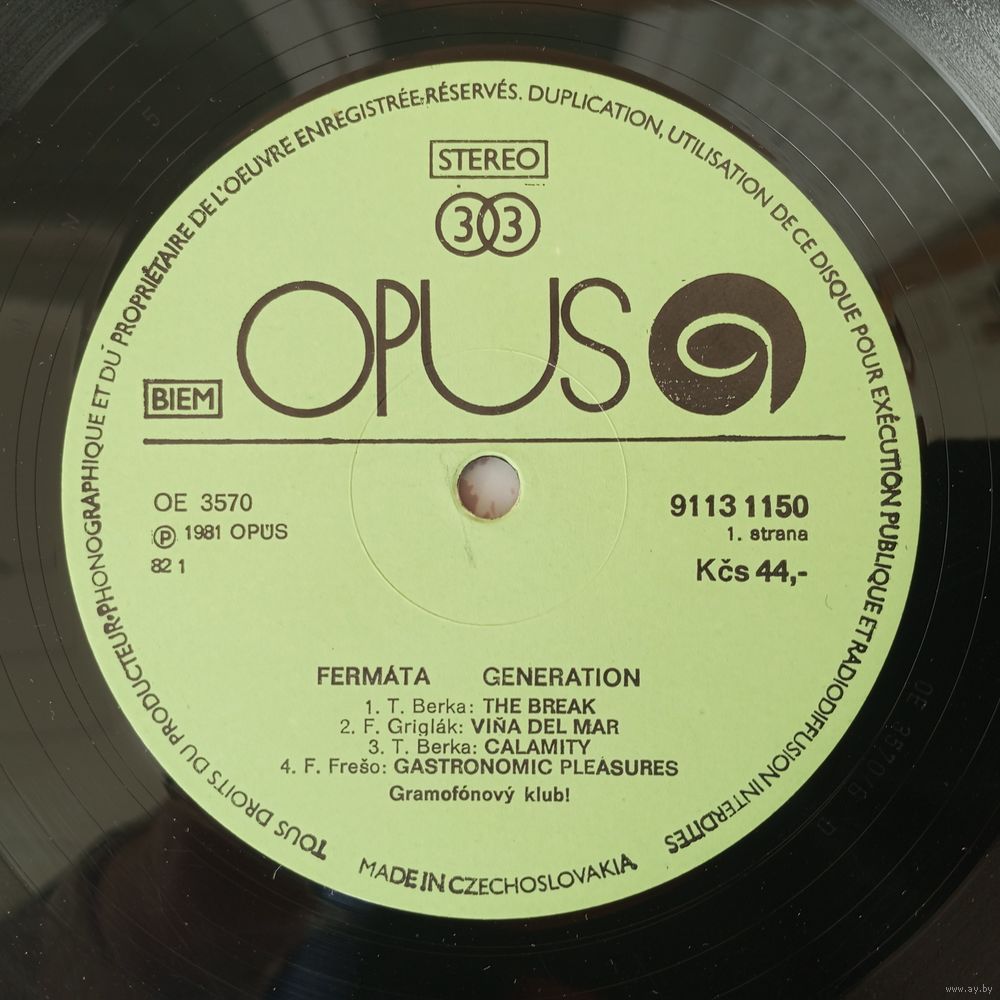 TOUS DROITS DU PRODUCTEUR-PHONOGRAPHIQUE ET DU PROPRIÉTAIRE DE L'OEUVRE ENREGISTRÉE-RÉSERVÉS. DUPLICATION, UTILISATION DE CE DISQUE POUR EXÉCUTION PUBLIQUE ET RADIODIFFUSION INTERDITES
STEREO
33
OPUS
BIEM
OE 3570
℗ 1981 OPUS
82 1
9113 1150
1. strana
Kčs 44,-
FERMÁTA GENERATION
1. T. Berka: THE BREAK
2. F. Griglák: VIŇA DEL MAR
3. T. Berka: CALAMITY
4. F. Frešo: GASTRONOMIC PLEASURES
Gramofónový klub!
MADE IN CZECHOSLOVAKIA
www.ay.by